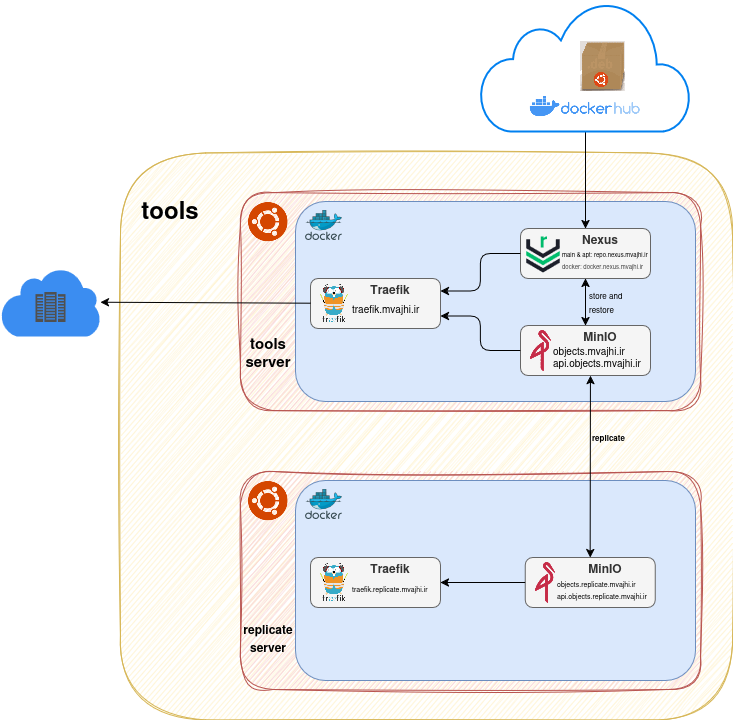 dockerhub
tools
docker
Nexus
main & apt: repo.nexus.mvajhi.ir
docker: docker.nexus.mvajhi.ir
Traefik
træfik
traefik.mvajhi.ir
store and
restore
MinIO
objects.mvajhi.ir
api.objects.mvajhi.ir
tools
server
replicate
docker
Traefik
træfik
traefik.replicate.mvajhi.ir
MinIO
objects.replicate.mvajhi.ir
api.objects.replicate.mvajhi.ir
replicate
server